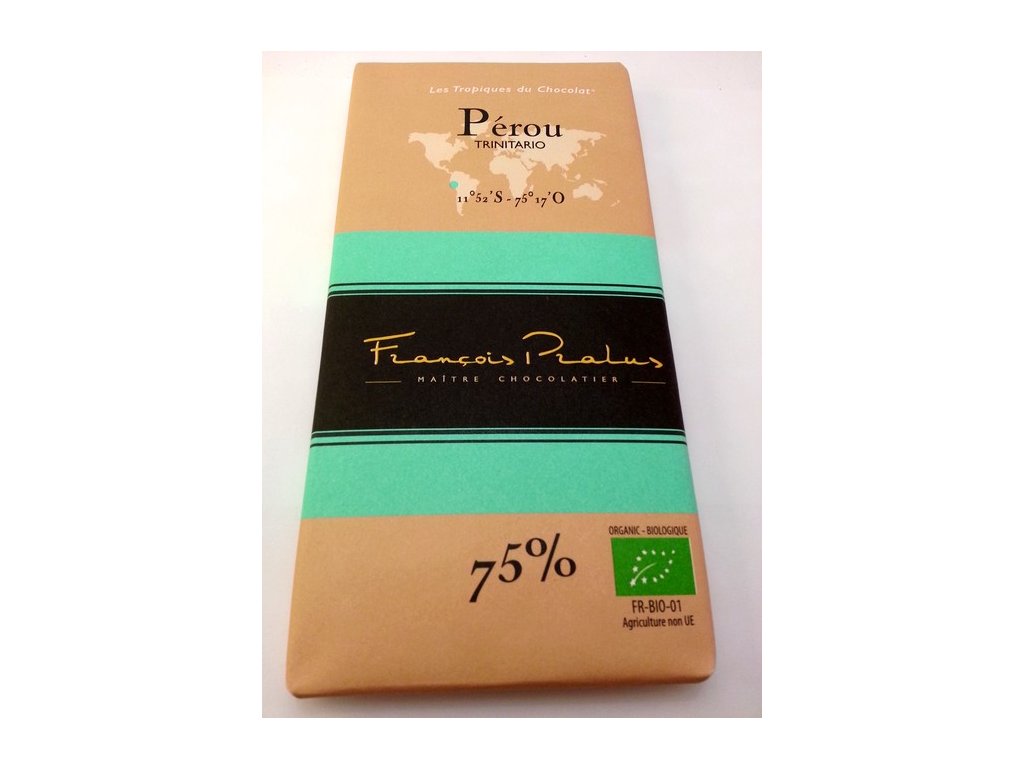 Les Tropiques du Chocolat
Pérou
TRINITARIO
11°52'S - 75°17'O
François Pralus
MAÎTRE CHOCOLATIER
75%
ORGANIC - BIOLOGIQUE
FR-BIO-01
Agriculture non UE